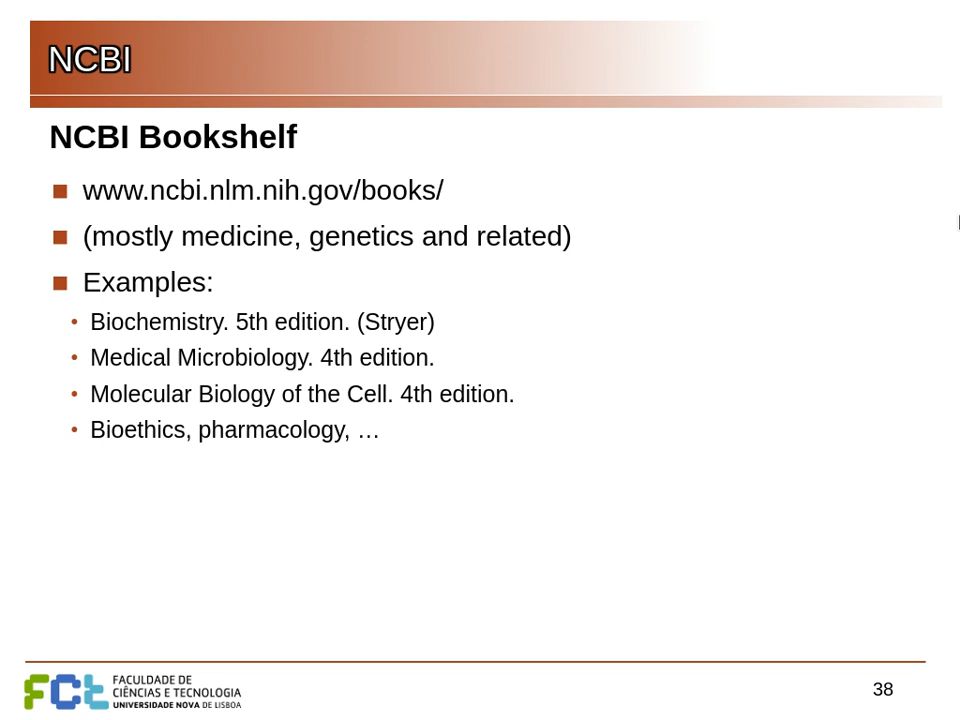 NCBI
NCBI Bookshelf
www.ncbi.nlm.nih.gov/books/
(mostly medicine, genetics and related)
Examples:
Biochemistry. 5th edition. (Stryer)
Medical Microbiology. 4th edition.
Molecular Biology of the Cell. 4th edition.
Bioethics, pharmacology, …
FCt
FACULDADE DE
CIÊNCIAS E TECNOLOGIA
UNIVERSIDADE NOVA DE LISBOA
38